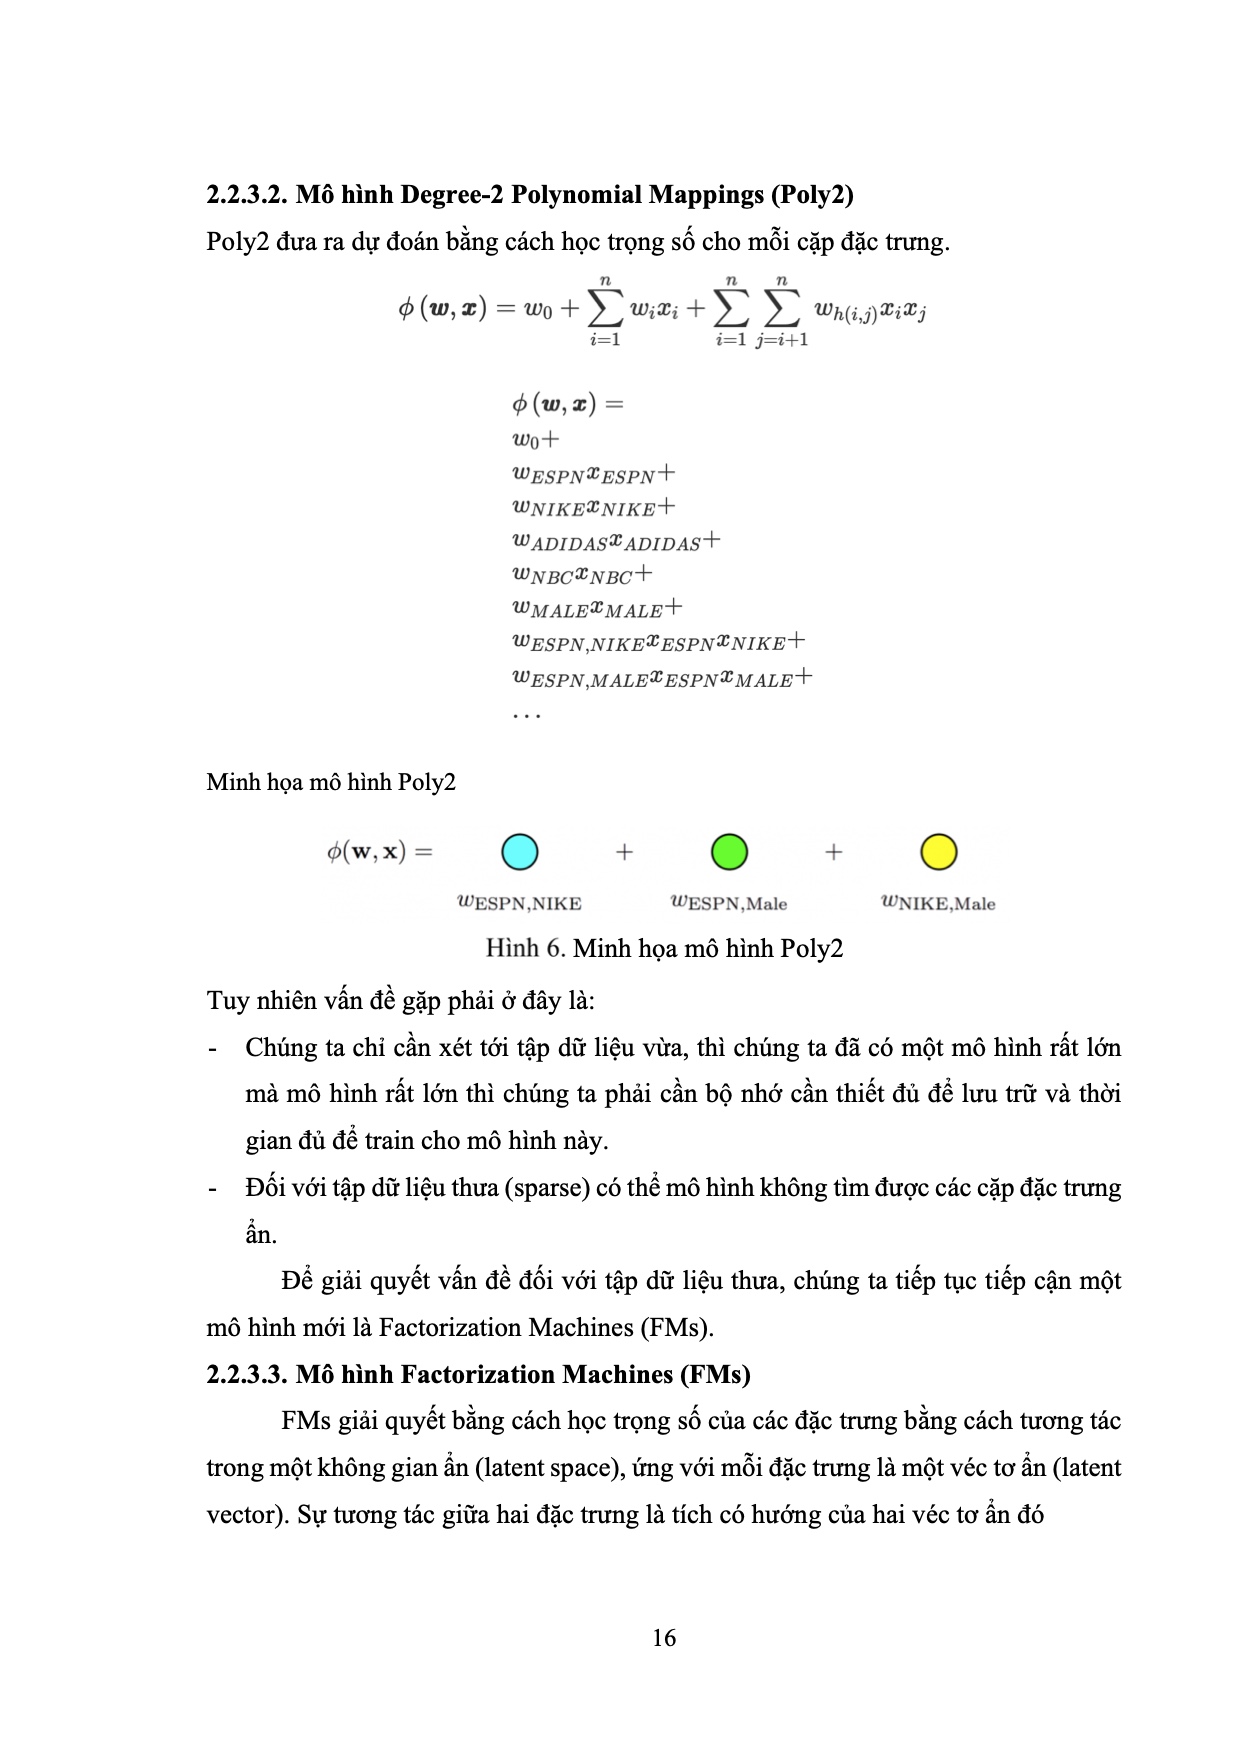 2.2.3.2. Mô hình Degree-2 Polynomial Mappings (Poly2)
Poly2 đưa ra dự đoán bằng cách học trọng số cho mỗi cặp đặc trưng.
$\phi(\boldsymbol{w}, \boldsymbol{x}) = w_0 + \sum_{i=1}^{n} w_i x_i + \sum_{i=1}^{n} \sum_{j=i+1}^{n} w_{h(i,j)} x_i x_j$
$\phi(\boldsymbol{w}, \boldsymbol{x}) =$
$w_0 +$
$w_{ESPN} x_{ESPN} +$
$w_{NIKE} x_{NIKE} +$
$w_{ADIDAS} x_{ADIDAS} +$
$w_{NBC} x_{NBC} +$
$w_{MALE} x_{MALE} +$
$w_{ESPN,NIKE} x_{ESPN} x_{NIKE} +$
$w_{ESPN,MALE} x_{ESPN} x_{MALE} +$
...
Minh họa mô hình Poly2
$\phi(\mathbf{w}, \mathbf{x}) =$ + +
$w_{\text{ESPN,NIKE}}$ $w_{\text{ESPN,Male}}$ $w_{\text{NIKE,Male}}$
Hình 6. Minh họa mô hình Poly2
Tuy nhiên vấn đề gặp phải ở đây là:
- Chúng ta chỉ cần xét tới tập dữ liệu vừa, thì chúng ta đã có một mô hình rất lớn
mà mô hình rất lớn thì chúng ta phải cần bộ nhớ cần thiết đủ để lưu trữ và thời
gian đủ để train cho mô hình này.
- Đối với tập dữ liệu thưa (sparse) có thể mô hình không tìm được các cặp đặc trưng
ẩn.
Để giải quyết vấn đề đối với tập dữ liệu thưa, chúng ta tiếp tục tiếp cận một
mô hình mới là Factorization Machines (FMs).
2.2.3.3. Mô hình Factorization Machines (FMs)
FMs giải quyết bằng cách học trọng số của các đặc trưng bằng cách tương tác
trong một không gian ẩn (latent space), ứng với mỗi đặc trưng là một véc tơ ẩn (latent
vector). Sự tương tác giữa hai đặc trưng là tích có hướng của hai véc tơ ẩn đó
16